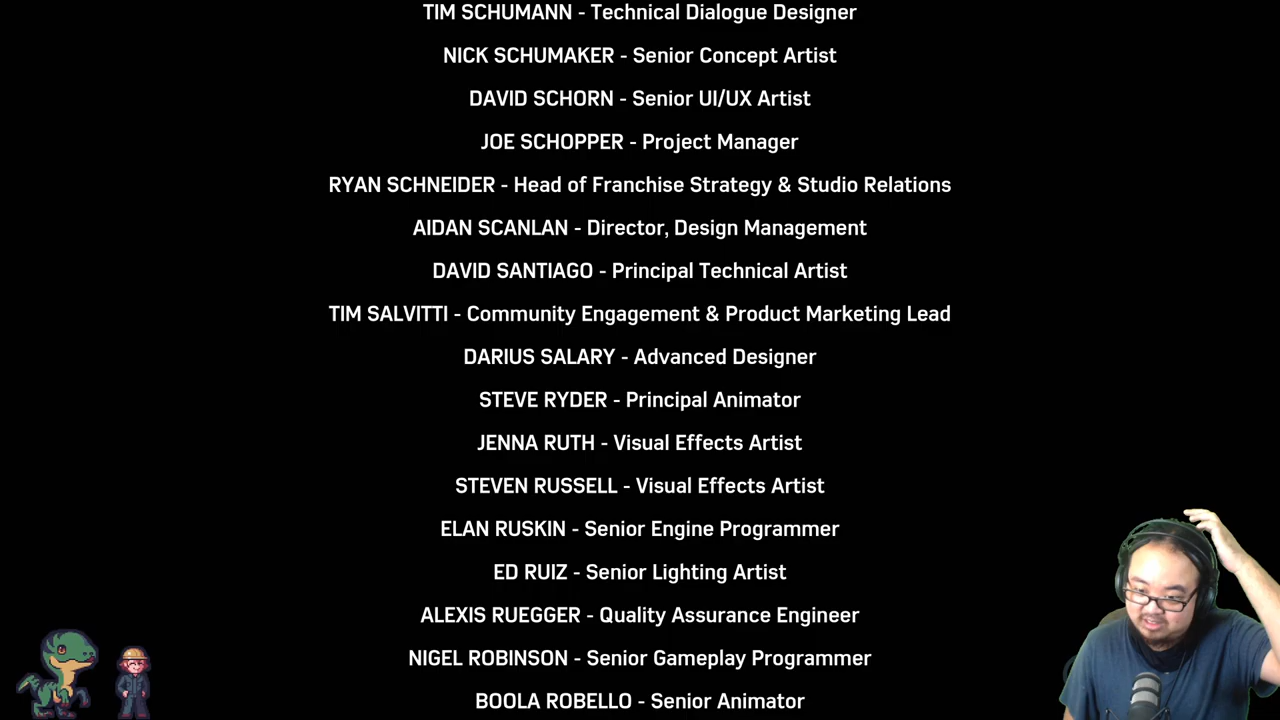 TIM SCHUMANN - Technical Dialogue Designer
NICK SCHUMAKER - Senior Concept Artist
DAVID SCHORN - Senior UI/UX Artist
JOE SCHOPPER - Project Manager
RYAN SCHNEIDER - Head of Franchise Strategy & Studio Relations
AIDAN SCANLAN - Director, Design Management
DAVID SANTIAGO - Principal Technical Artist
TIM SALVITTI - Community Engagement & Product Marketing Lead
DARIUS SALARY - Advanced Designer
STEVE RYDER - Principal Animator
JENNA RUTH - Visual Effects Artist
STEVEN RUSSELL - Visual Effects Artist
ELAN RUSKIN - Senior Engine Programmer
ED RUIZ - Senior Lighting Artist
ALEXIS RUEGGER - Quality Assurance Engineer
NIGEL ROBINSON - Senior Gameplay Programmer
BOOLA ROBELLO - Senior Animator